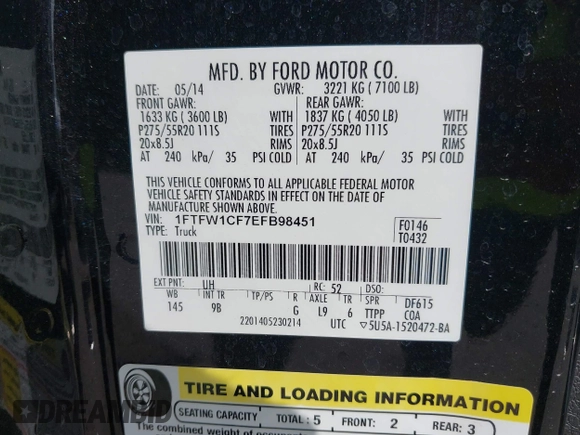 MFD. BY FORD MOTOR CO.
DATE: 05/14 GVWR: 3221 KG ( 7100 LB)
FRONT GAWR: REAR GAWR:
1633 KG ( 3600 LB) WITH 1837 KG ( 4050 LB) WITH
P275/55R20 111S TIRES P275/55R20 111S TIRES
20x8.5J RIMS 20x8.5J RIMS
AT 240 kPa/ 35 PSI COLD AT 240 kPa/ 35 PSI COLD
THIS VEHICLE CONFORMS TO ALL APPLICABLE FEDERAL MOTOR
VEHICLE SAFETY STANDARDS IN EFFECT ON THE DATE OF
MANUFACTURE SHOWN ABOVE.
VIN: 1FTFW1CF7EFB98451 F0146
TYPE: Truck T0432
EXT PNT: UH RC: 52 DSO:
WB INT TR TP/PS R AXLE TR SPR DF615
145 9B G L9 6 TTPP COA
2201405230214 UTC ▽5U5A-1520472-BA
TIRE AND LOADING INFORMATION
SEATING CAPACITY TOTAL: 5 FRONT: 2 REAR: 3
The combined weight of
DREAMBID